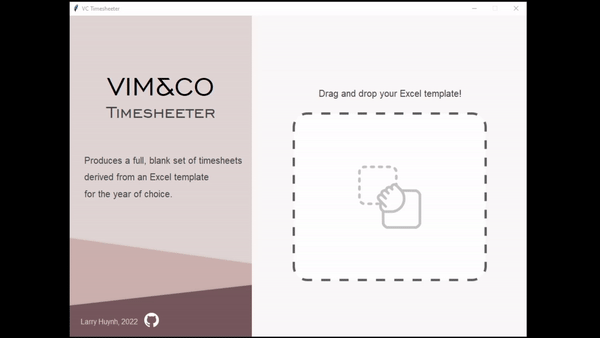 VC Timesheeter
VIM&CO
TIMESHEETER
Drag and drop your Excel template!
Produces a full, blank set of timesheets
derived from an Excel template
for the year of choice.
Larry Huynh, 2022